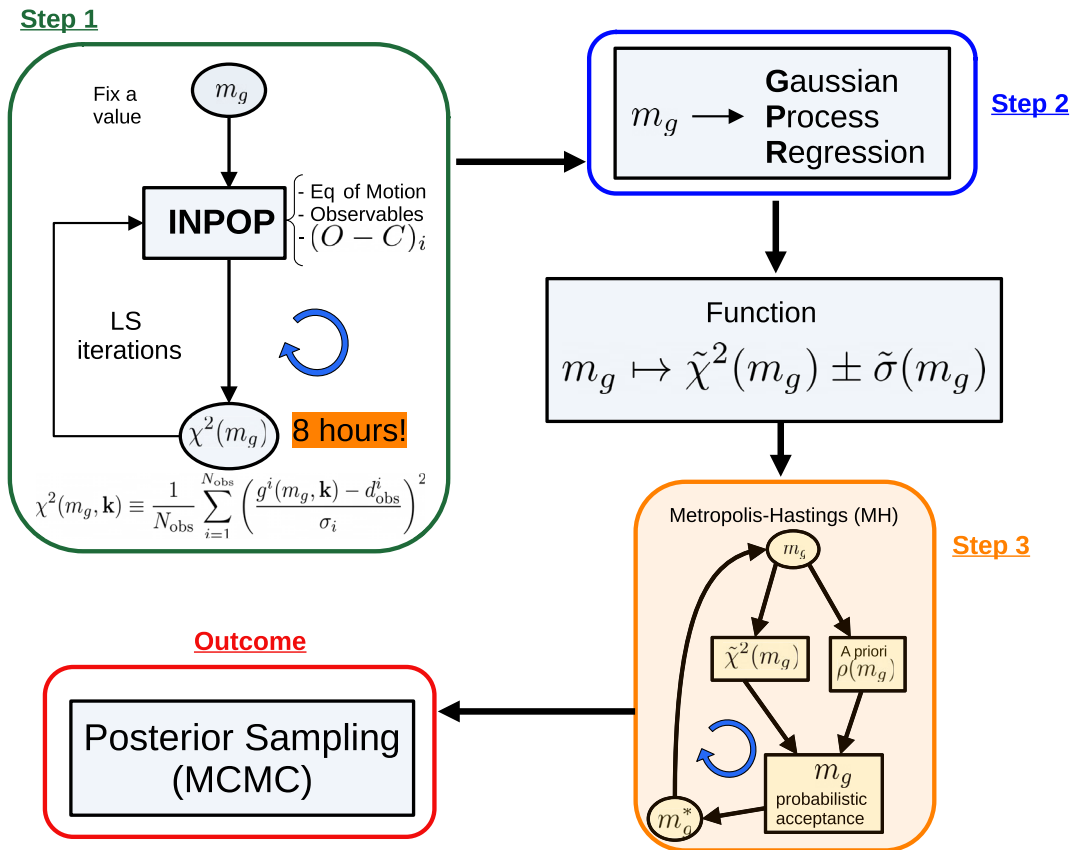 Step 1
Fix a
value
m_g
INPOP
- Eq of Motion
- Observables
- (O − C)_i
LS
iterations
χ²(m_g)
8 hours!
χ²(m_g, k) ≡ 1/N_obs ∑_{i=1}^{N_obs} ( (g^i(m_g, k) − d^i_obs) / σ_i )²
Step 2
m_g →
Gaussian
Process
Regression
Function
m_g ↦ χ̃²(m_g) ± σ̃(m_g)
Step 3
Metropolis-Hastings (MH)
m_g
χ̃²(m_g)
A priori
ρ(m_g)
m_g
probabilistic
acceptance
m*_g
Outcome
Posterior Sampling
(MCMC)